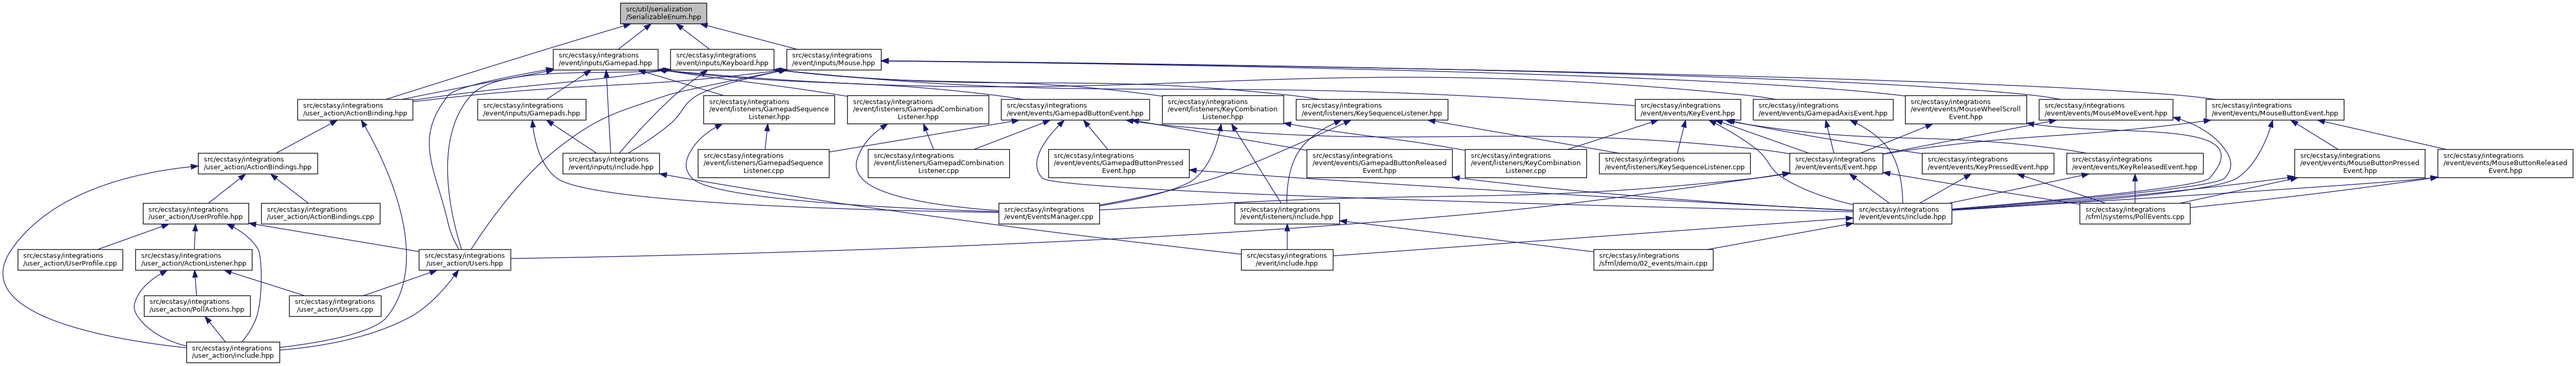 src/util/serialization
/SerializableEnum.hpp
src/ecstasy/integrations
/event/inputs/Gamepad.hpp
src/ecstasy/integrations
/event/inputs/Keyboard.hpp
src/ecstasy/integrations
/event/inputs/Mouse.hpp
src/ecstasy/integrations
/user_action/ActionBinding.hpp
src/ecstasy/integrations
/event/inputs/Gamepads.hpp
src/ecstasy/integrations
/event/listeners/GamepadSequence
Listener.hpp
src/ecstasy/integrations
/event/listeners/GamepadCombination
Listener.hpp
src/ecstasy/integrations
/event/events/GamepadButtonEvent.hpp
src/ecstasy/integrations
/event/listeners/KeyCombination
Listener.hpp
src/ecstasy/integrations
/event/listeners/KeySequenceListener.hpp
src/ecstasy/integrations
/event/events/KeyEvent.hpp
src/ecstasy/integrations
/event/events/GamepadAxisEvent.hpp
src/ecstasy/integrations
/event/events/MouseWheelScroll
Event.hpp
src/ecstasy/integrations
/event/events/MouseMoveEvent.hpp
src/ecstasy/integrations
/event/events/MouseButtonEvent.hpp
src/ecstasy/integrations
/user_action/ActionBindings.hpp
src/ecstasy/integrations
/event/inputs/include.hpp
src/ecstasy/integrations
/event/listeners/GamepadSequence
Listener.cpp
src/ecstasy/integrations
/event/listeners/GamepadCombination
Listener.cpp
src/ecstasy/integrations
/event/events/GamepadButtonPressed
Event.hpp
src/ecstasy/integrations
/event/events/GamepadButtonReleased
Event.hpp
src/ecstasy/integrations
/event/listeners/KeyCombination
Listener.cpp
src/ecstasy/integrations
/event/listeners/KeySequenceListener.cpp
src/ecstasy/integrations
/event/events/Event.hpp
src/ecstasy/integrations
/event/events/KeyPressedEvent.hpp
src/ecstasy/integrations
/event/events/KeyReleasedEvent.hpp
src/ecstasy/integrations
/event/events/MouseButtonPressed
Event.hpp
src/ecstasy/integrations
/event/events/MouseButtonReleased
Event.hpp
src/ecstasy/integrations
/user_action/UserProfile.hpp
src/ecstasy/integrations
/user_action/ActionBindings.cpp
src/ecstasy/integrations
/event/EventsManager.cpp
src/ecstasy/integrations
/event/listeners/include.hpp
src/ecstasy/integrations
/event/events/include.hpp
src/ecstasy/integrations
/sfml/systems/PollEvents.cpp
src/ecstasy/integrations
/user_action/UserProfile.cpp
src/ecstasy/integrations
/user_action/ActionListener.hpp
src/ecstasy/integrations
/user_action/Users.hpp
src/ecstasy/integrations
/event/include.hpp
src/ecstasy/integrations
/sfml/demo/02_events/main.cpp
src/ecstasy/integrations
/user_action/PollActions.hpp
src/ecstasy/integrations
/user_action/Users.cpp
src/ecstasy/integrations
/user_action/include.hpp